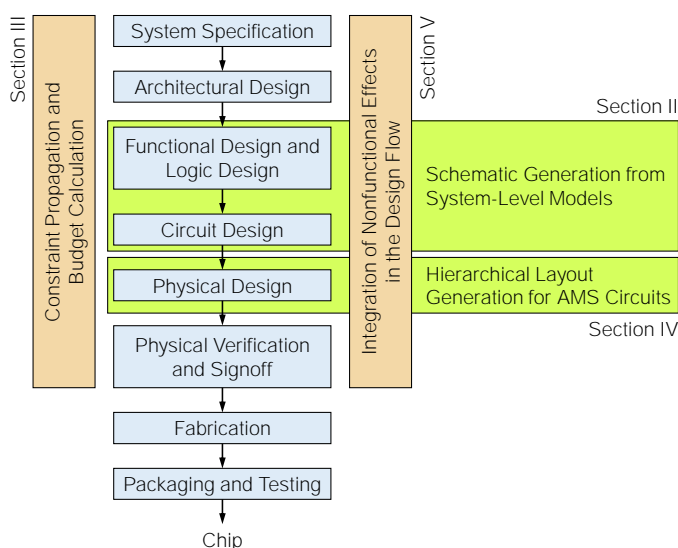 Section III
Constraint Propagation and
Budget Calculation
System Specification
Architectural Design
Functional Design and
Logic Design
Circuit Design
Physical Design
Physical Verification
and Signoff
Fabrication
Packaging and Testing
Chip
Integration of Nonfunctional Effects
in the Design Flow
Section V
Section II
Schematic Generation from
System-Level Models
Hierarchical Layout
Generation for AMS Circuits
Section IV